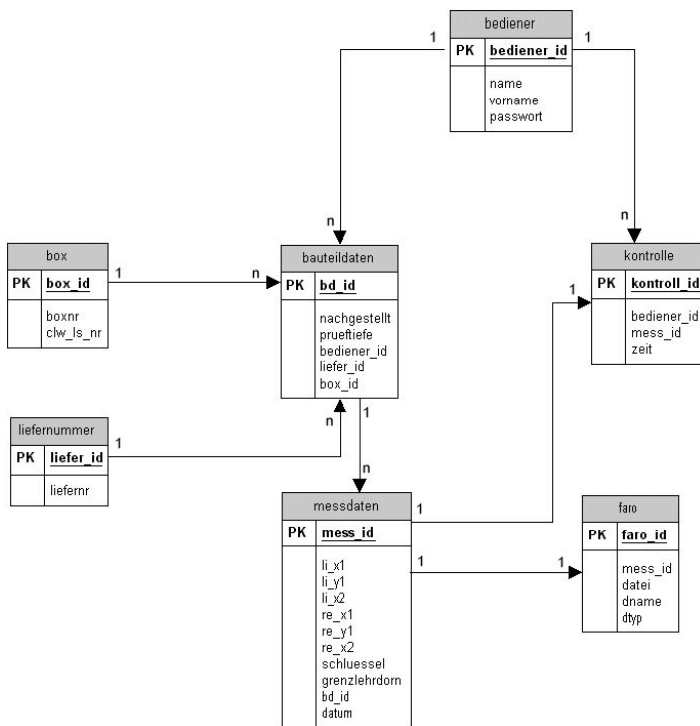 bediener
PK bediener_id
name
vorname
passwort
1
1
n
n
box
PK box_id
boxnr
clw_ls_nr
1
n
bauteildaten
PK bd_id
nachgestellt
prueftiefe
bediener_id
liefer_id
box_id
kontrolle
PK kontroll_id
bediener_id
mess_id
zeit
1
liefernummer
PK liefer_id
liefernr
1
n
1
n
messdaten
PK mess_id
li_x1
li_y1
li_x2
re_x1
re_y1
re_x2
schluessel
grenzlehrdorn
bd_id
datum
1
1
1
faro
PK faro_id
mess_id
datei
dname
dtyp